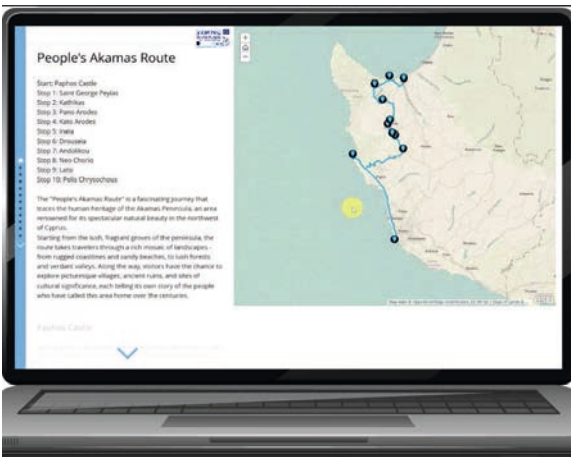 People's Akamas Route
Start: Paphos Castle
Stop 1: Saint George Peyias
Stop 2: Kathikas
Stop 3: Pano Arodes
Stop 4: Kato Arodes
Stop 5: Ineia
Stop 6: Drouseia
Stop 7: Androlikou
Stop 8: Neo Chorio
Stop 9: Latsi
Stop 10: Polis Chrysochous
The "People's Akamas Route" is a fascinating journey that
traces the human heritage of the Akamas Peninsula, an area
renowned for its spectacular natural beauty in the northwest
of Cyprus.
Starting from the lush, fragrant groves of the peninsula, the
route takes travelers through a rich mosaic of landscapes -
from rugged coastlines and sandy beaches, to lush forests
and verdant valleys. Along the way, visitors have the chance to
explore picturesque villages, ancient ruins, and sites of
cultural significance, each telling its own story of the people
who have called this area home over the centuries.
Paphos Castle